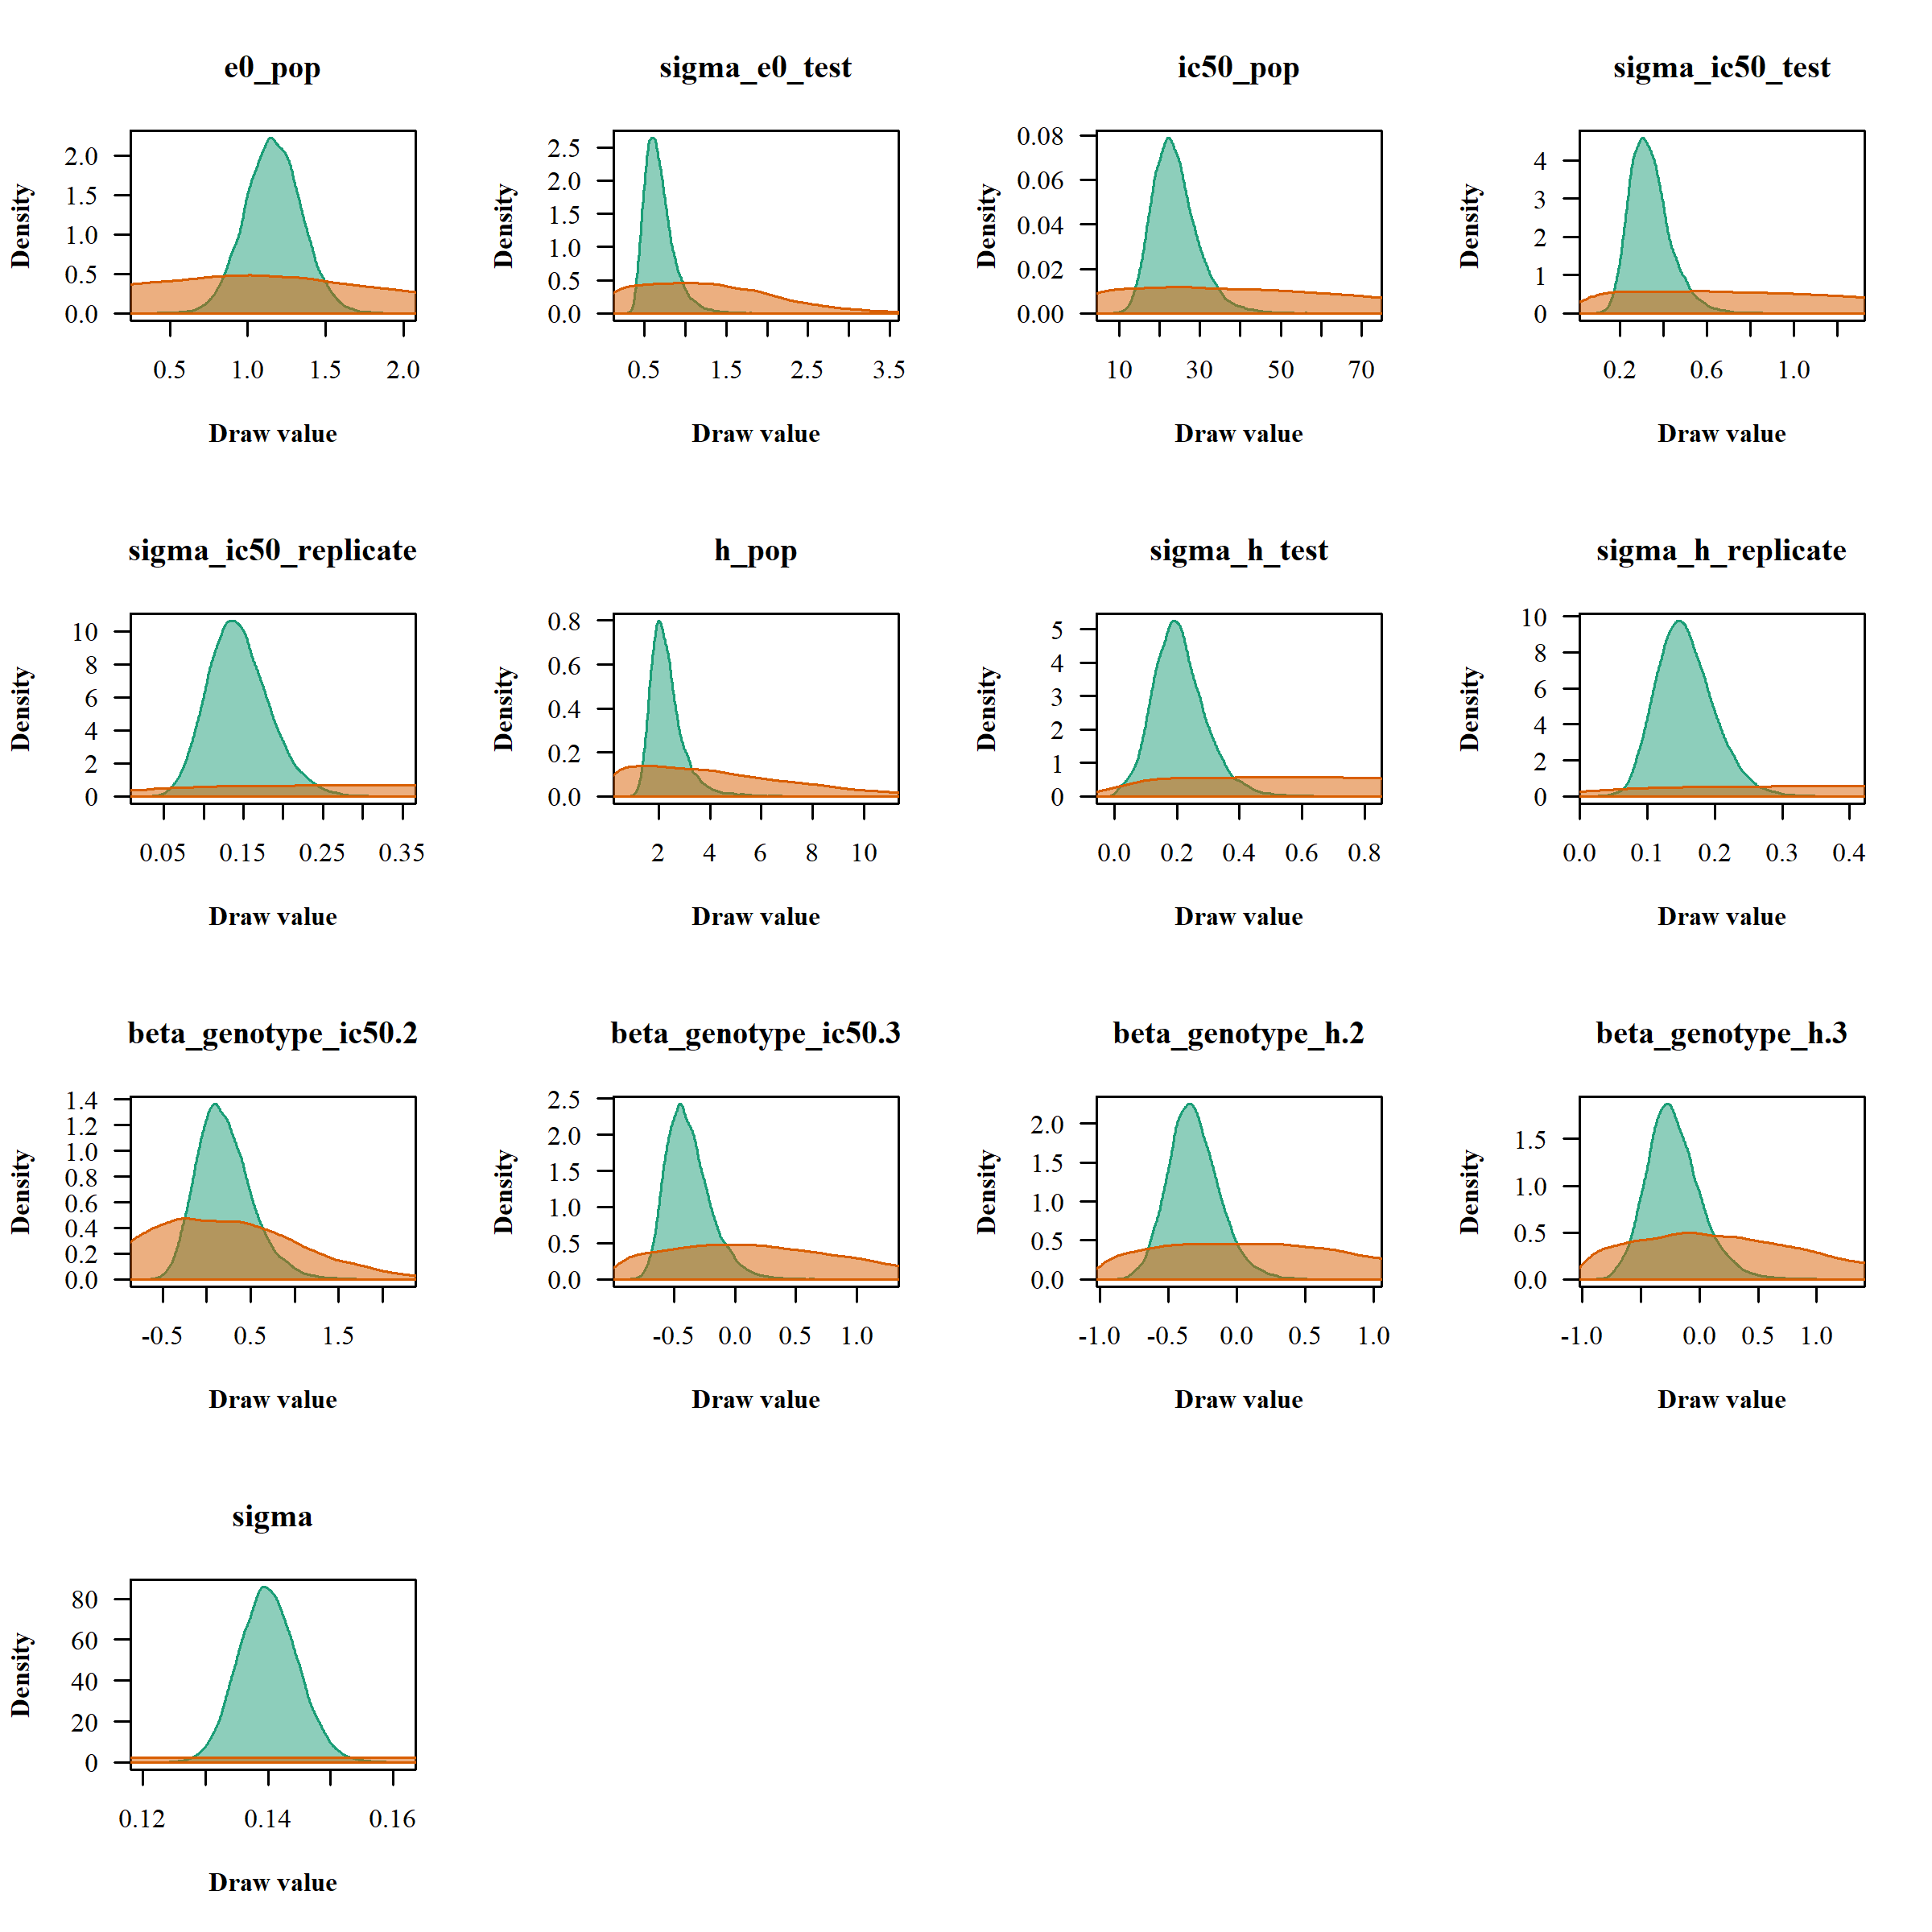 e0_pop
Density
0.0 0.5 1.0 1.5 2.0
0.5 1.0 1.5 2.0
Draw value
sigma_e0_test
Density
0.0 0.5 1.0 1.5 2.0 2.5
0.5 1.5 2.5 3.5
Draw value
ic50_pop
Density
0.00 0.02 0.04 0.06 0.08
10 30 50 70
Draw value
sigma_ic50_test
Density
0 1 2 3 4
0.2 0.6 1.0
Draw value
sigma_ic50_replicate
Density
0 2 4 6 8 10
0.05 0.15 0.25 0.35
Draw value
h_pop
Density
0.0 0.2 0.4 0.6 0.8
2 4 6 8 10
Draw value
sigma_h_test
Density
0 1 2 3 4 5
0.0 0.2 0.4 0.6 0.8
Draw value
sigma_h_replicate
Density
0 2 4 6 8 10
0.0 0.1 0.2 0.3 0.4
Draw value
beta_genotype_ic50.2
Density
0.0 0.2 0.4 0.6 0.8 1.0 1.2 1.4
-0.5 0.5 1.5
Draw value
beta_genotype_ic50.3
Density
0.0 0.5 1.0 1.5 2.0 2.5
-0.5 0.0 0.5 1.0
Draw value
beta_genotype_h.2
Density
0.0 0.5 1.0 1.5 2.0
-1.0 -0.5 0.0 0.5 1.0
Draw value
beta_genotype_h.3
Density
0.0 0.5 1.0 1.5
-1.0 0.0 0.5 1.0
Draw value
sigma
Density
0 20 40 60 80
0.12 0.14 0.16
Draw value